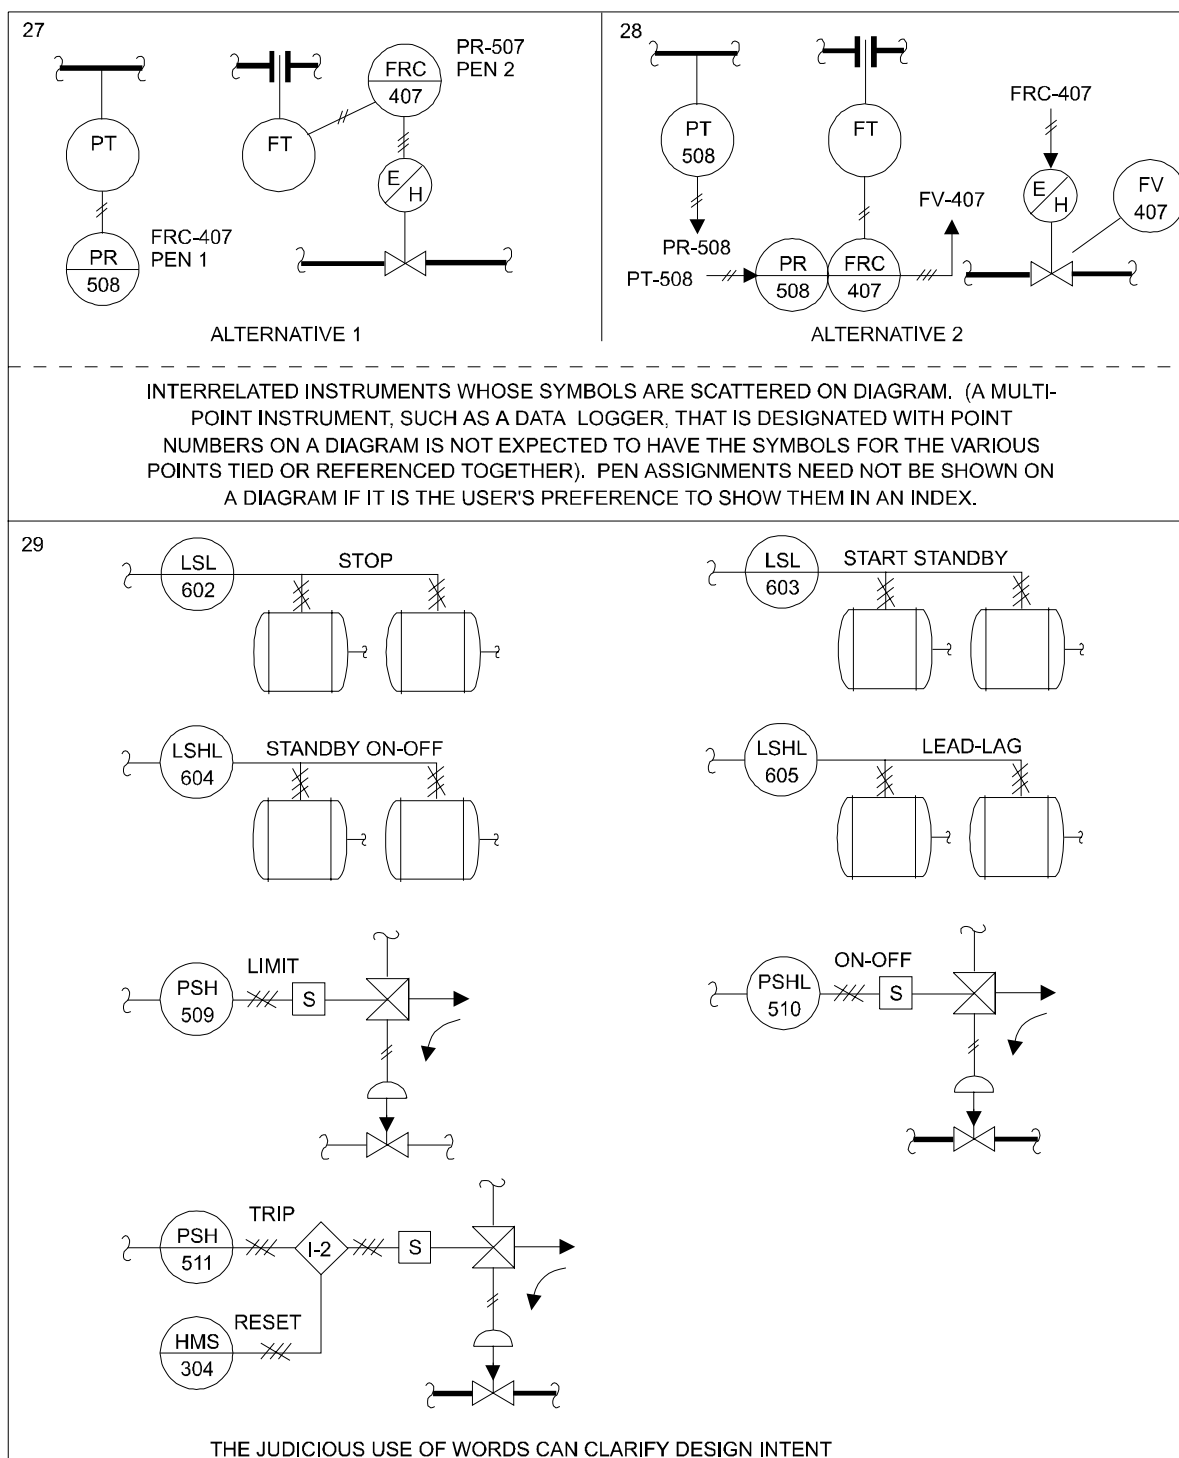 27
PR-507
PEN 2
FRC
407
PT
FT
E
H
FRC-407
PEN 1
PR
508
ALTERNATIVE 1
28
FRC-407
PT
508
FT
E
H
FV
407
FV-407
PR-508
PT-508
PR
508
FRC
407
ALTERNATIVE 2
INTERRELATED INSTRUMENTS WHOSE SYMBOLS ARE SCATTERED ON DIAGRAM. (A MULTI-
POINT INSTRUMENT, SUCH AS A DATA LOGGER, THAT IS DESIGNATED WITH POINT
NUMBERS ON A DIAGRAM IS NOT EXPECTED TO HAVE THE SYMBOLS FOR THE VARIOUS
POINTS TIED OR REFERENCED TOGETHER). PEN ASSIGNMENTS NEED NOT BE SHOWN ON
A DIAGRAM IF IT IS THE USER'S PREFERENCE TO SHOW THEM IN AN INDEX.
29
LSL
602
STOP
LSL
603
START STANDBY
LSHL
604
STANDBY ON-OFF
LSHL
605
LEAD-LAG
PSH
509
LIMIT
S
PSHL
510
ON-OFF
S
PSH
511
TRIP
I-2
S
HMS
304
RESET
THE JUDICIOUS USE OF WORDS CAN CLARIFY DESIGN INTENT